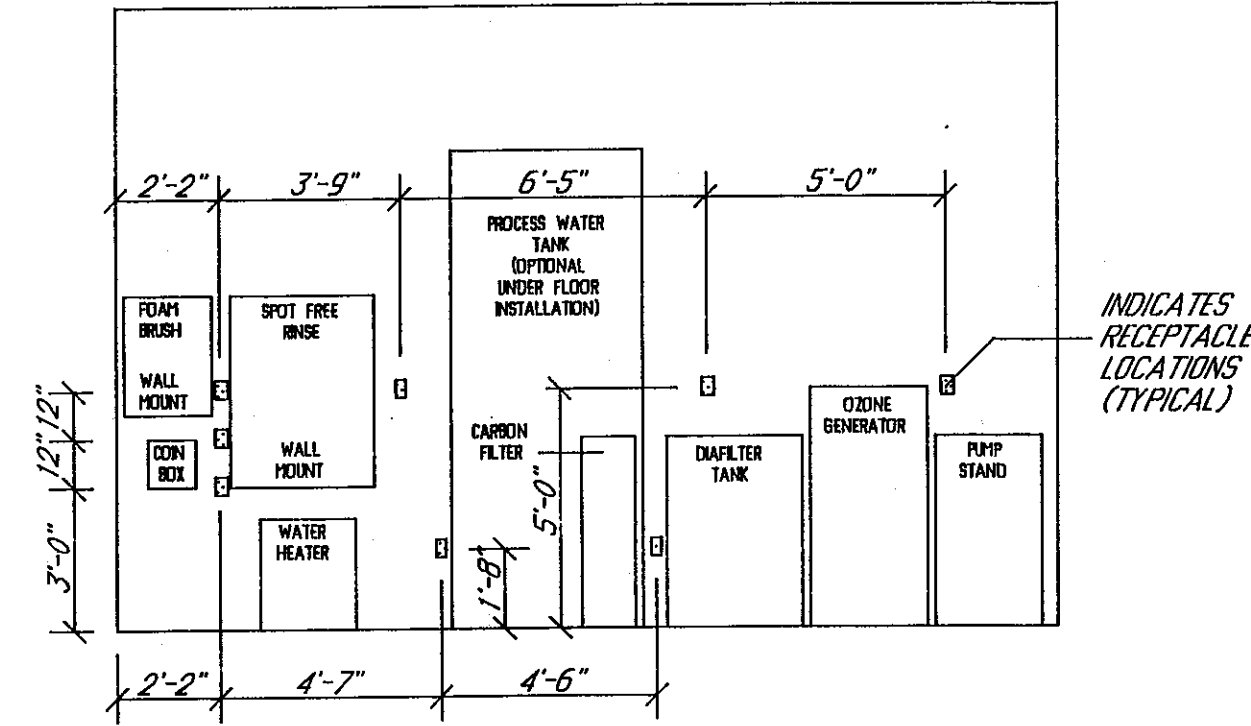 2'-2"
3'-9"
6'-5"
5'-0"
PROCESS WATER
TANK
(OPTIONAL
UNDER FLOOR
INSTALLATION)
FOAM
BRUSH
WALL
MOUNT
SPOT FREE
RINSE
WALL
MOUNT
INDICATES
RECEPTACLE
LOCATIONS
(TYPICAL)
12"
12"
3'-0"
COIN
BOX
CARBON
FILTER
5'-0"
DIAFILTER
TANK
OZONE
GENERATOR
PUMP
STAND
WATER
HEATER
1'-8"
2'-2"
4'-7"
4'-6"